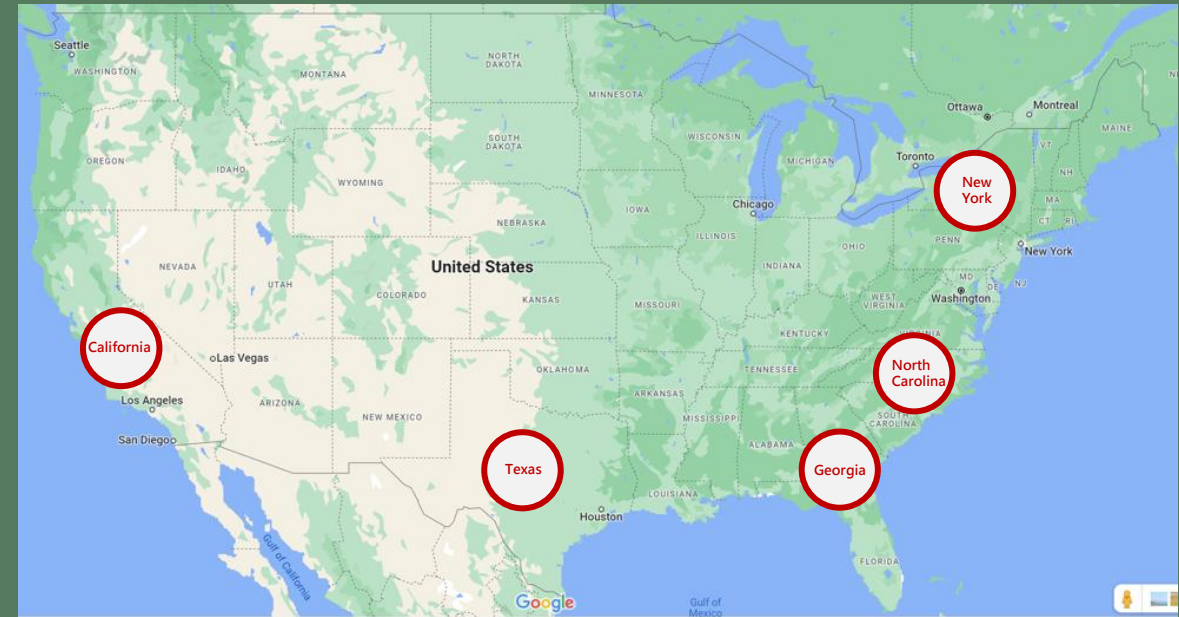 Seattle
WASHINGTON
MONTANA
NORTH
DAKOTA
MINNESOTA
Ottawa
Montreal
MAINE
VT
NH
OREGON
IDAHO
WYOMING
SOUTH
DAKOTA
WISCONSIN
MICHIGAN
Toronto
New
York
MA
CT
RI
NEBRASKA
IOWA
Chicago
ILLINOIS
INDIANA
OHIO
PENN
New York
NEVADA
UTAH
COLORADO
United States
KANSAS
MISSOURI
WEST
VIRGINIA
MD
DE
NJ
Washington
California
Las Vegas
KENTUCKY
OKLAHOMA
TENNESSEE
North
Carolina
Los Angeles
ARIZONA
NEW MEXICO
ARKANSAS
MISSISSIPPI
SOUTH
CAROLINA
San Diego
ALABAMA
Texas
Georgia
LOUISIANA
Houston
FLORIDA
Gulf of California
Google
Gulf of
Mexico